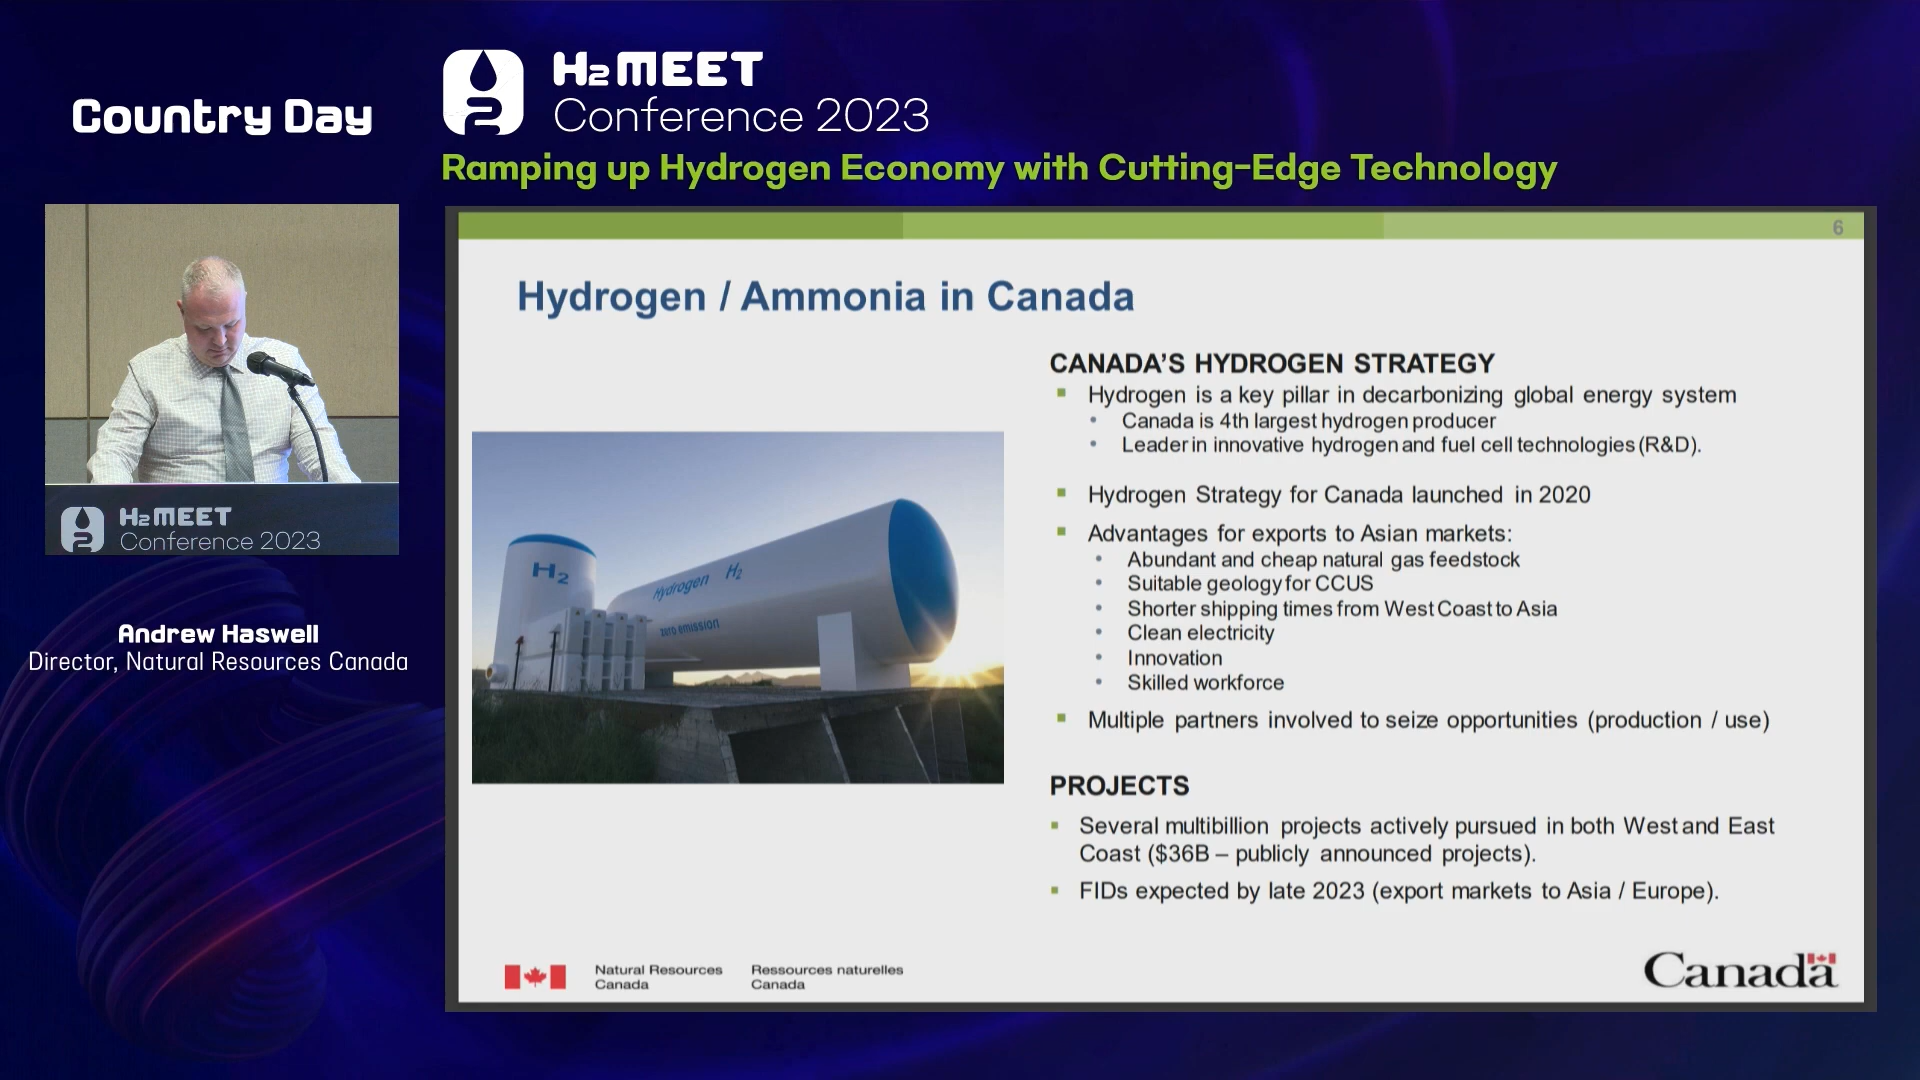 Country Day
H2 MEET
Conference 2023
Ramping up Hydrogen Economy with Cutting-Edge Technology
6
Hydrogen / Ammonia in Canada
CANADA'S HYDROGEN STRATEGY
▪ Hydrogen is a key pillar in decarbonizing global energy system
• Canada is 4th largest hydrogen producer
• Leader in innovative hydrogen and fuel cell technologies (R&D).
▪ Hydrogen Strategy for Canada launched in 2020
▪ Advantages for exports to Asian markets:
• Abundant and cheap natural gas feedstock
• Suitable geology for CCUS
• Shorter shipping times from West Coast to Asia
• Clean electricity
• Innovation
• Skilled workforce
▪ Multiple partners involved to seize opportunities (production / use)
PROJECTS
▪ Several multibillion projects actively pursued in both West and East
Coast ($36B – publicly announced projects).
▪ FIDs expected by late 2023 (export markets to Asia / Europe).
H2
Hydrogen H2
zero emission
Natural Resources
Canada
Ressources naturelles
Canada
Canada
H2 MEET
Conference 2023
Andrew Haswell
Director, Natural Resources Canada